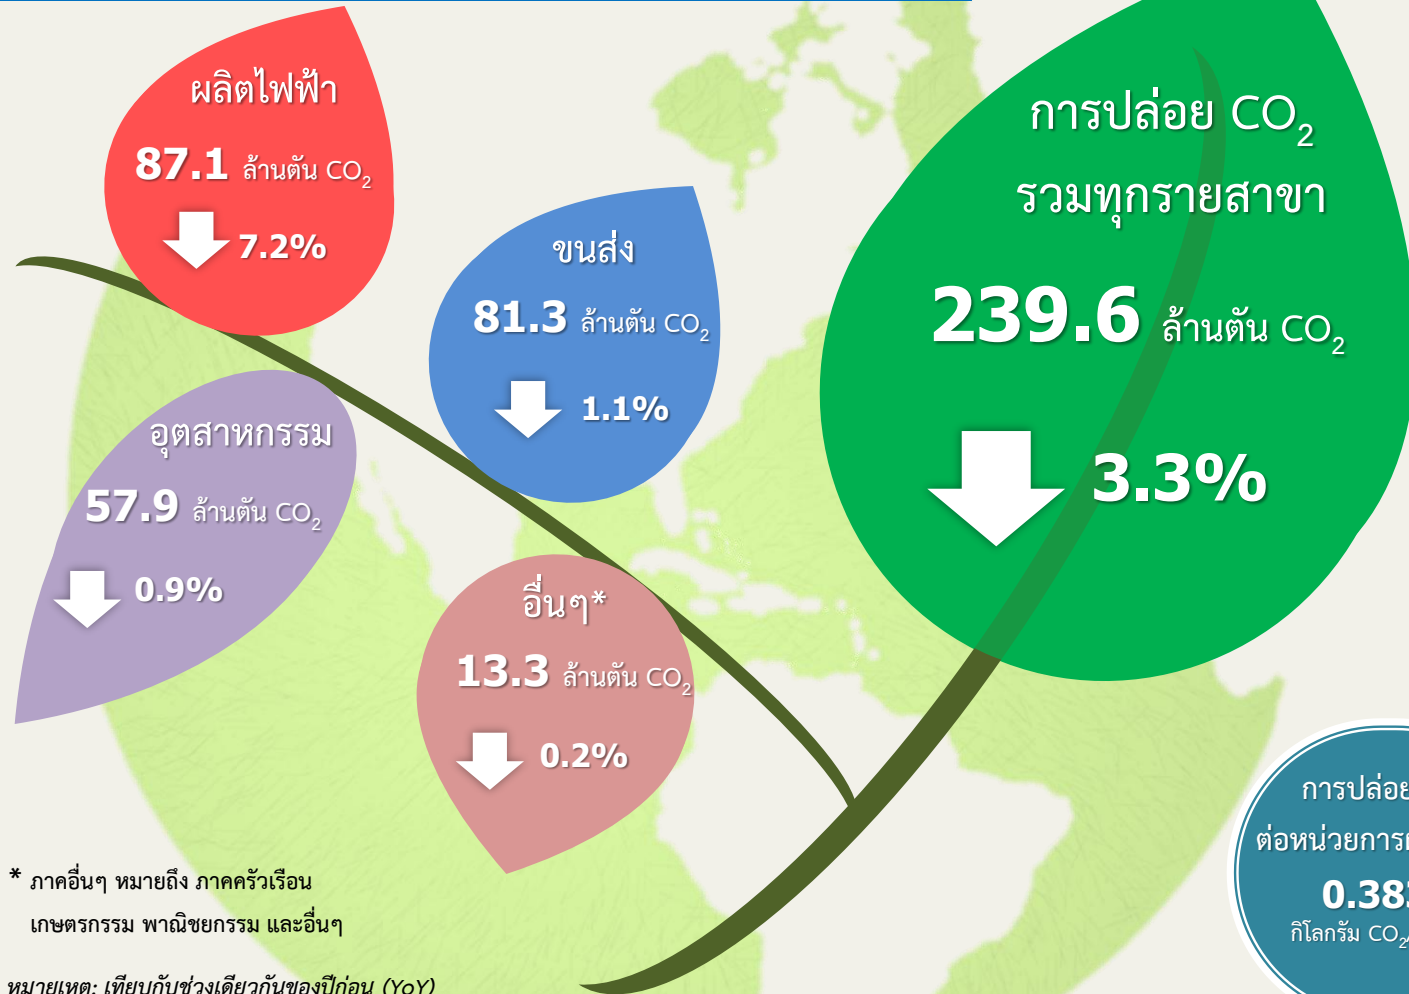 ผลิตไฟฟ้า
87.1 ล้านตัน CO2
7.2%
ขนส่ง
81.3 ล้านตัน CO2
1.1%
อุตสาหกรรม
57.9 ล้านตัน CO2
0.9%
อื่นๆ*
13.3 ล้านตัน CO2
0.2%
การปล่อย CO2
รวมทุกรายสาขา
239.6 ล้านตัน CO2
3.3%
การปล่อย
ต่อหน่วยการ
0.38
กิโลกรัม CO2
* ภาคอื่นๆ หมายถึง ภาคครัวเรือน
เกษตรกรรม พาณิชยกรรม และอื่นๆ
หมายเหตุ: เทียบกับช่วงเดียวกันของปีก่อน (YoY)